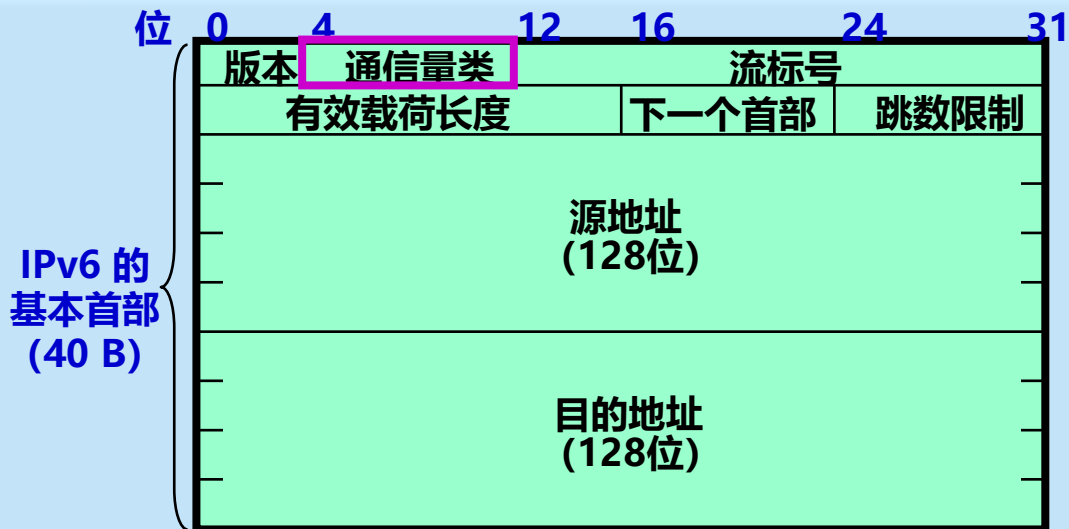 位 0 4 12 16 24 31
版本 通信量类 流标号
有效载荷长度 下一个首部 跳数限制
源地址
(128位)
IPv6 的
基本首部
(40 B)
目的地址
(128位)